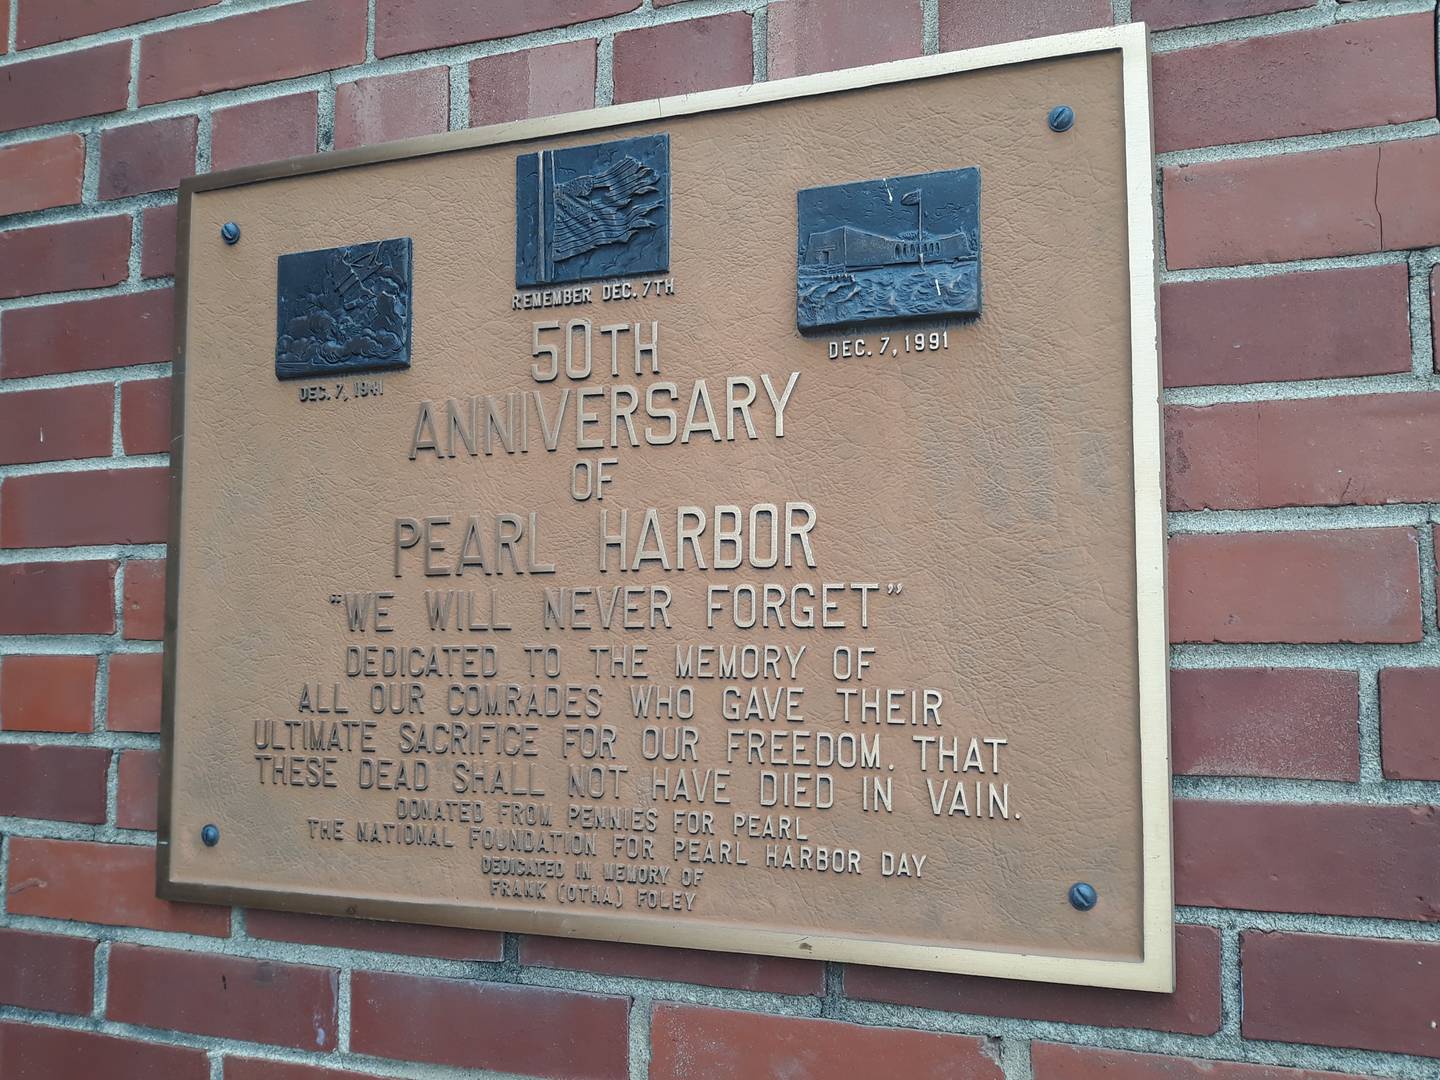 REMEMBER DEC. 7TH
DEC. 7, 1941
DEC. 7, 1991
50TH
ANNIVERSARY
OF
PEARL HARBOR
"WE WILL NEVER FORGET"
DEDICATED TO THE MEMORY OF
ALL OUR COMRADES WHO GAVE THEIR
ULTIMATE SACRIFICE FOR OUR FREEDOM. THAT
THESE DEAD SHALL NOT HAVE DIED IN VAIN.
DONATED FROM PENNIES FOR PEARL
THE NATIONAL FOUNDATION FOR PEARL HARBOR DAY
DEDICATED IN MEMORY OF
FRANK (OTHA) FOLEY